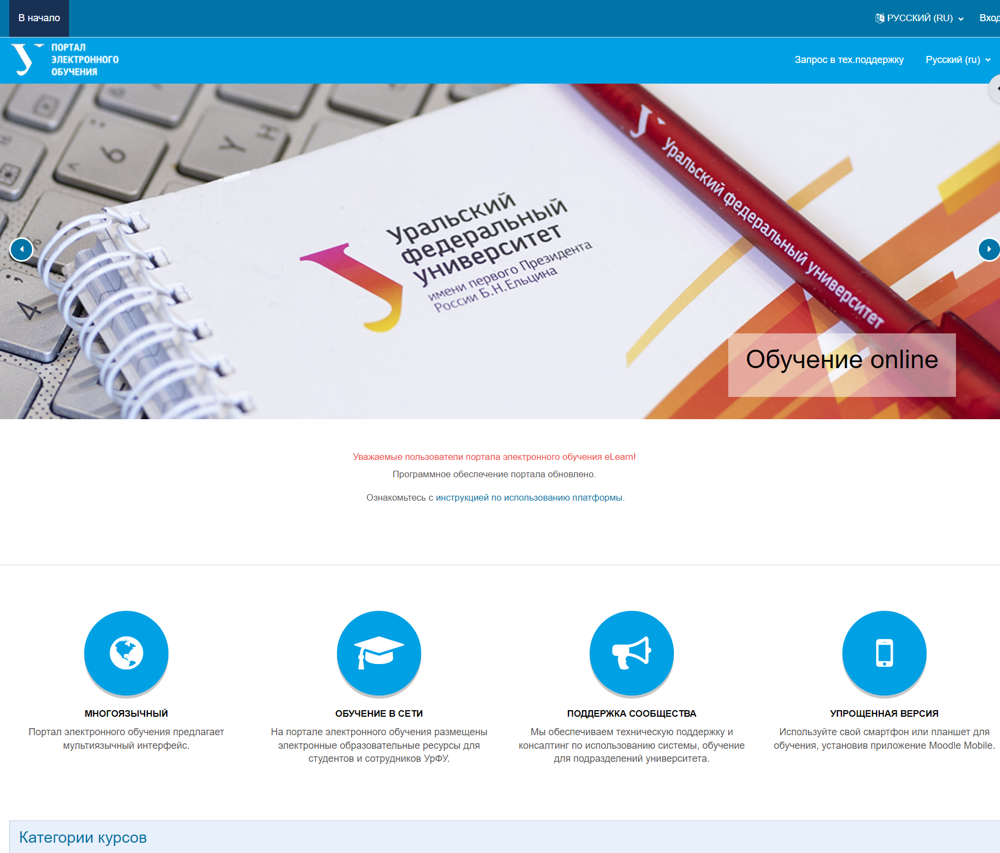 В начало
РУССКИЙ (RU)
Вход
ПОРТАЛ
ЭЛЕКТРОННОГО
ОБУЧЕНИЯ
Запрос в тех.поддержку
Русский (ru)
6
Y
H
4
Уральский
федеральный
университет
имени первого Президента
России Б.Н.Ельцина
Уральский федеральный университет
Обучение online
Уважаемые пользователи портала электронного обучения eLearn!
Программное обеспечение портала обновлено.
Ознакомьтесь с инструкцией по использованию платформы.
МНОГОЯЗЫЧНЫЙ
Портал электронного обучения предлагает
мультиязычный интерфейс.
ОБУЧЕНИЕ В СЕТИ
На портале электронного обучения размещены
электронные образовательные ресурсы для
студентов и сотрудников УрФУ.
ПОДДЕРЖКА СООБЩЕСТВА
Мы обеспечиваем техническую поддержку и
консалтинг по использованию системы, обучение
для подразделений университета.
УПРОЩЕННАЯ ВЕРСИЯ
Используйте свой смартфон или планшет для
обучения, установив приложение Moodle Mobile.
Категории курсов